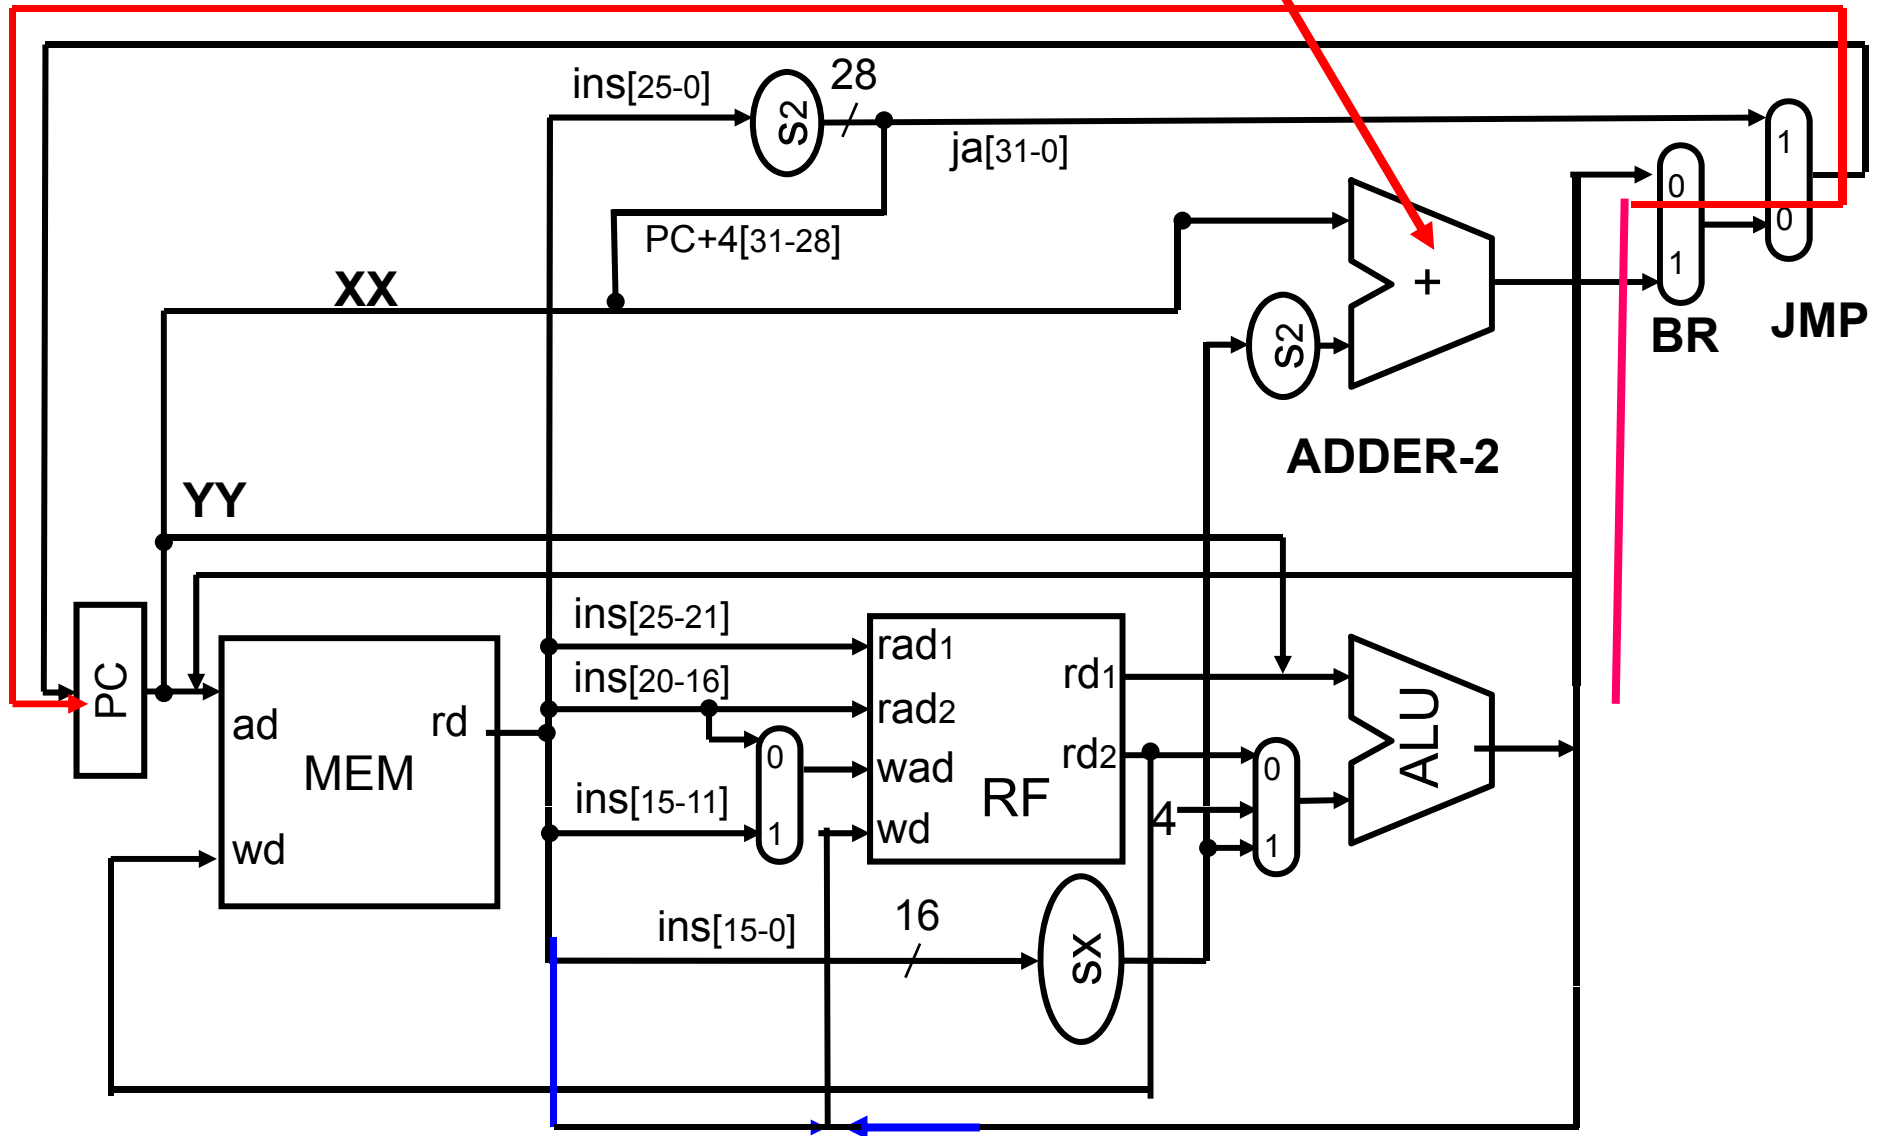 28
ins[25-0]
s2
ja[31-0]
1
0
PC+4[31-28]
0
XX
+
1
s2
BR
JMP
ADDER-2
YY
ins[25-21]
rad1
rd1
PC
ins[20-16]
rad2
ad
rd
ALU
MEM
0
wad
rd2
0
RF
ins[15-11]
1
wd
4
wd
1
16
ins[15-0]
sx